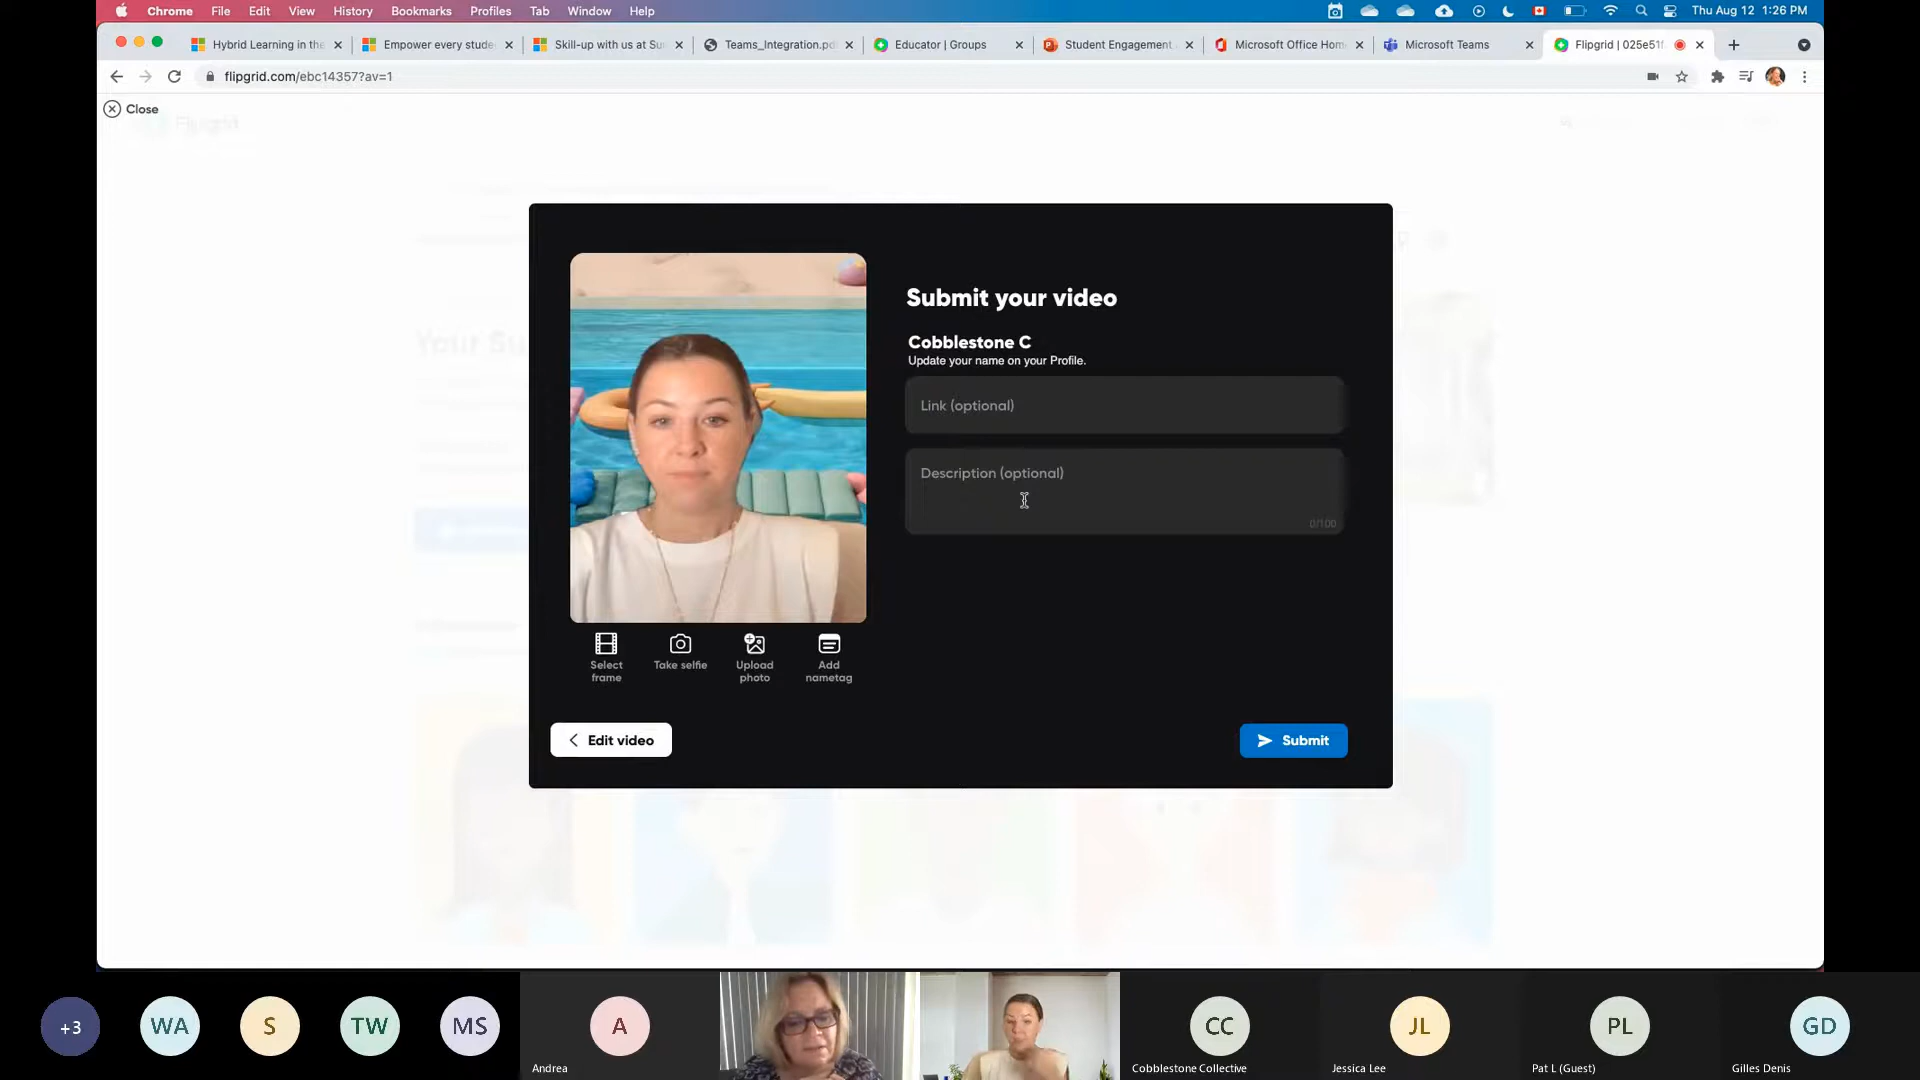 Chrome File Edit View History Bookmarks Profiles Tab Window Help Thu Aug 12 1:26 PM
Hybrid Learning in the Empower every stude Skill-up with us at Su Teams_Integration.pd Educator | Groups Student Engagement Microsoft Office Hom Microsoft Teams Flipgrid | 025e51f
flipgrid.com/ebc14357?av=1
Close
Flipgrid
Your Su
Submit your video
Cobblestone C
Update your name on your Profile.
Link (optional)
Description (optional)
0/100
Select frame
Take selfie
Upload photo
Add nametag
Edit video
Submit
+3 WA S TW MS A CC JL PL GD
Andrea Cobblestone Collective Jessica Lee Pat L (Guest) Gilles Denis